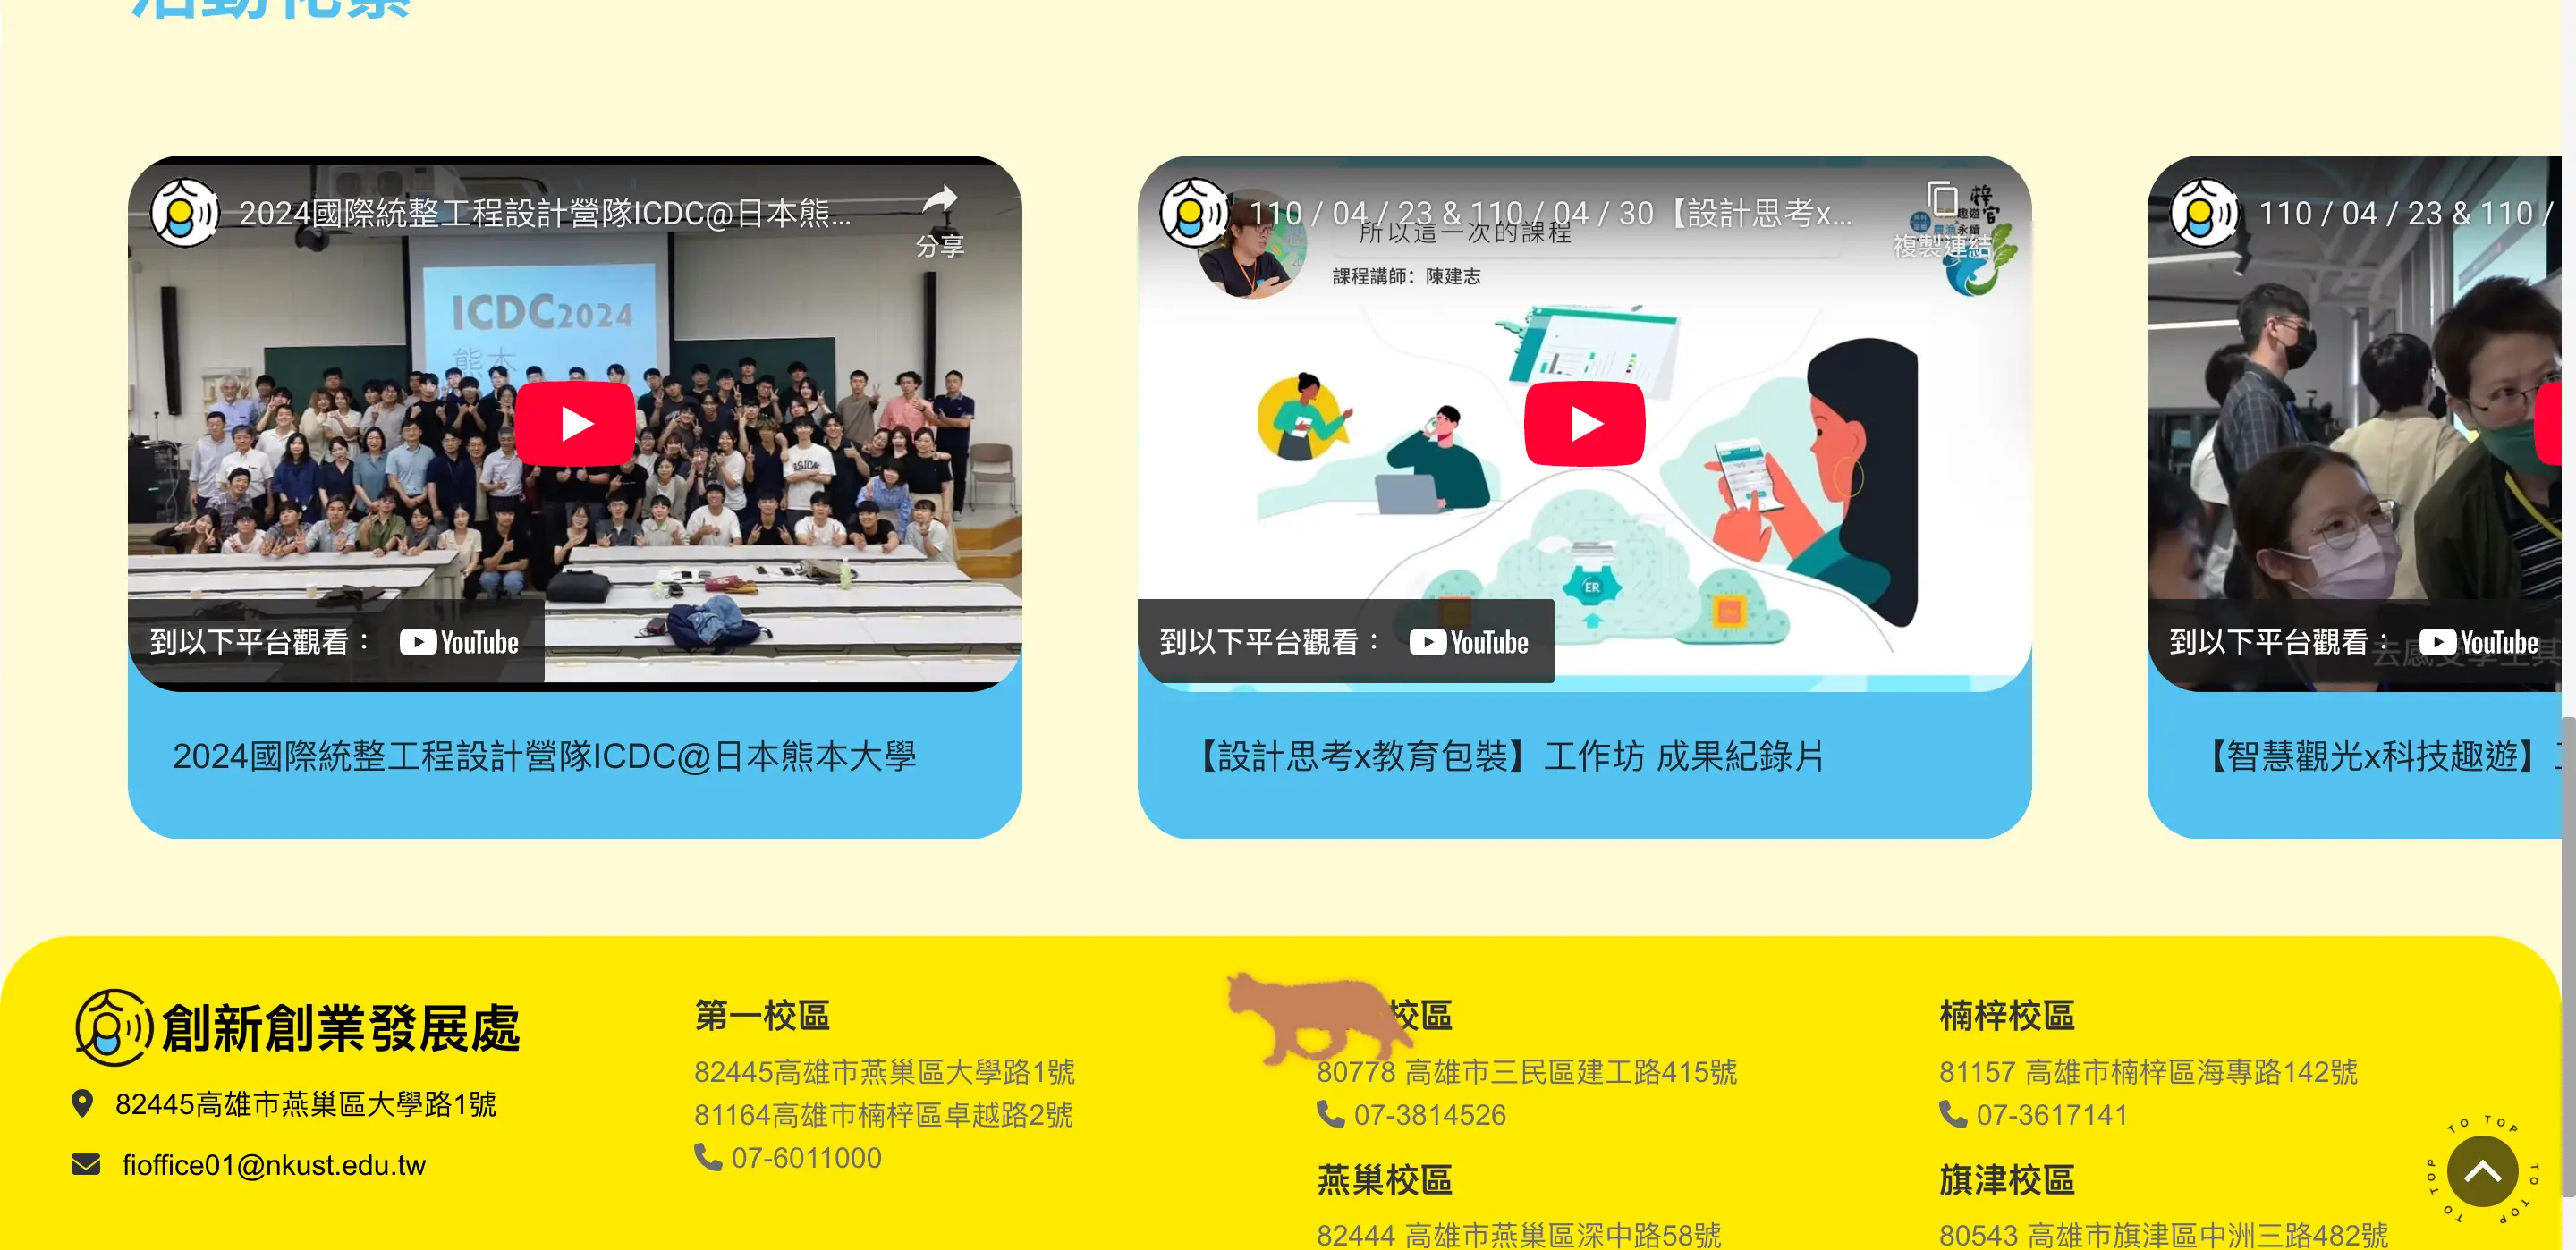 活動花絮
2024國際統整工程設計營隊ICDC@日本熊...
分享
ICDC2024
熊本
到以下平台觀看：
YouTube
2024國際統整工程設計營隊ICDC@日本熊本大學
110 / 04 / 23 & 110 / 04 / 30【設計思考x...
複製連結
所以這一次的課程
課程講師：陳建志
ER
到以下平台觀看：
YouTube
【設計思考x教育包裝】工作坊 成果紀錄片
110 / 04 / 23 & 110 /
到以下平台觀看：
YouTube
【智慧觀光x科技趣遊】
創新創業發展處
82445高雄市燕巢區大學路1號
fioffice01@nkust.edu.tw
第一校區
82445高雄市燕巢區大學路1號
81164高雄市楠梓區卓越路2號
07-6011000
校區
80778 高雄市三民區建工路415號
07-3814526
燕巢校區
82444 高雄市燕巢區深中路58號
楠梓校區
81157 高雄市楠梓區海專路142號
07-3617141
旗津校區
80543 高雄市旗津區中洲三路482號
TO TOP TO TOP TO TOP TO TOP